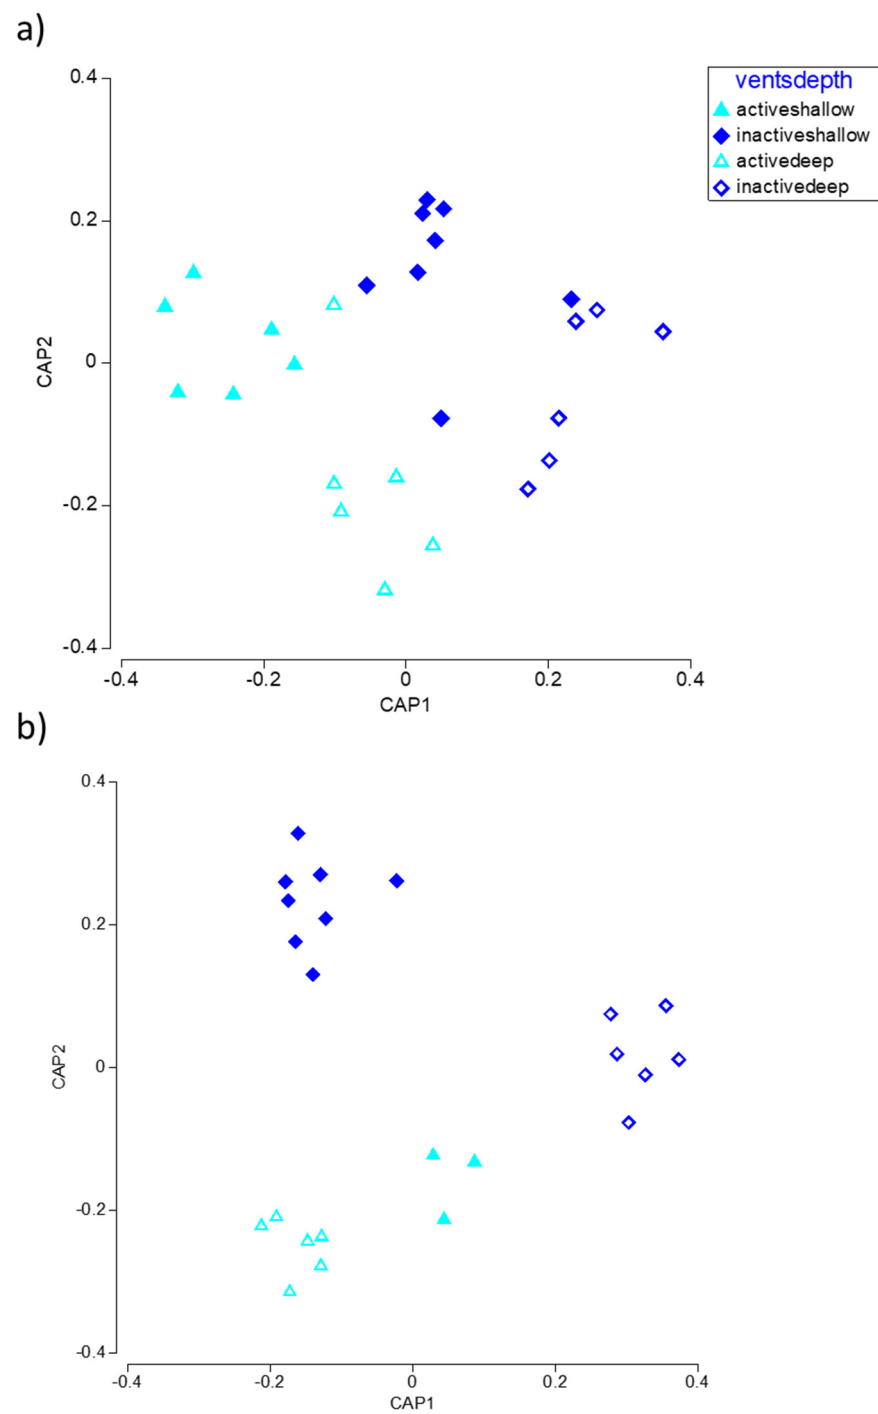 a)
ventsdepth
activeshallow
inactiveshallow
activedeep
inactivedeep
0.4
0.2
0
-0.2
-0.4
CAP2
-0.4 -0.2 0 0.2 0.4
CAP1
b)
0.4
0.2
0
-0.2
-0.4
CAP2
-0.4 -0.2 0 0.2 0.4
CAP1